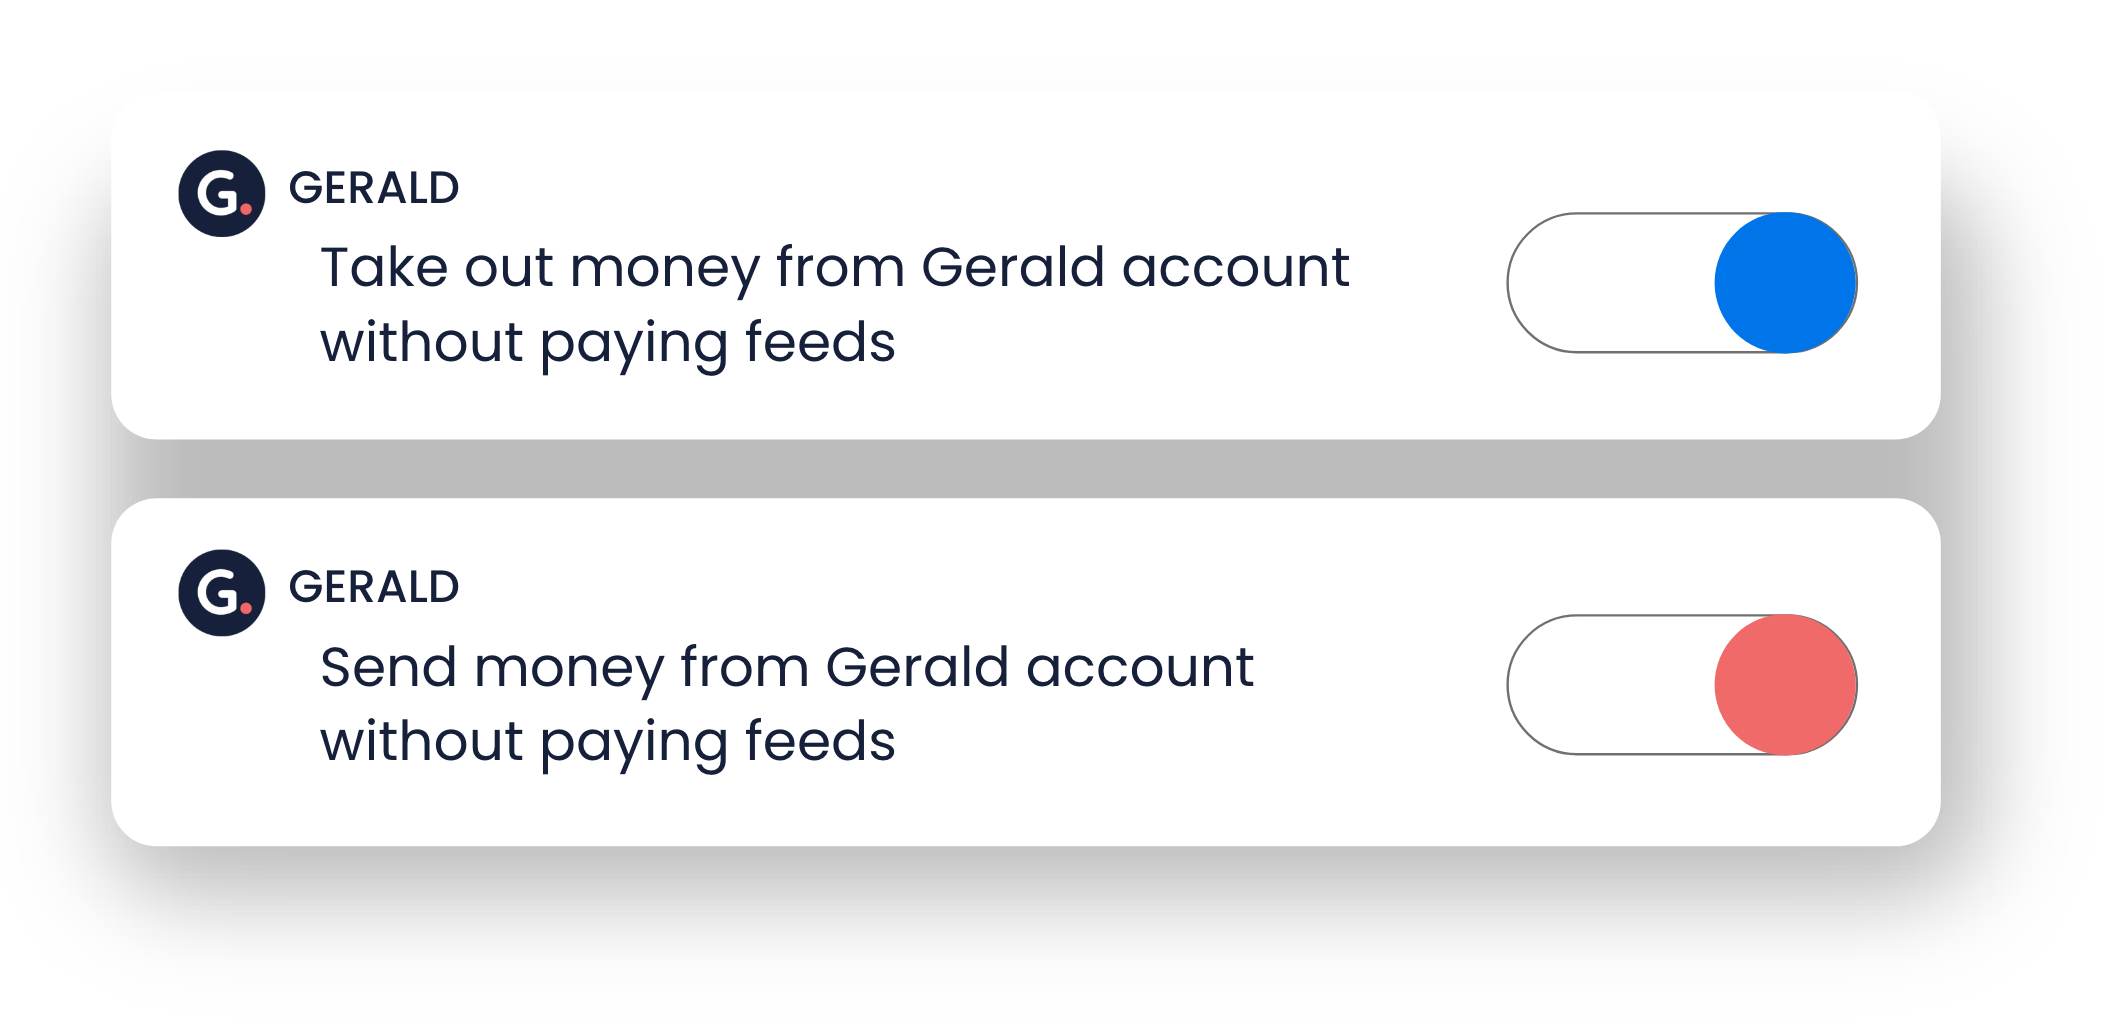 G.
GERALD
Take out money from Gerald account
without paying feeds
G.
GERALD
Send money from Gerald account
without paying feeds